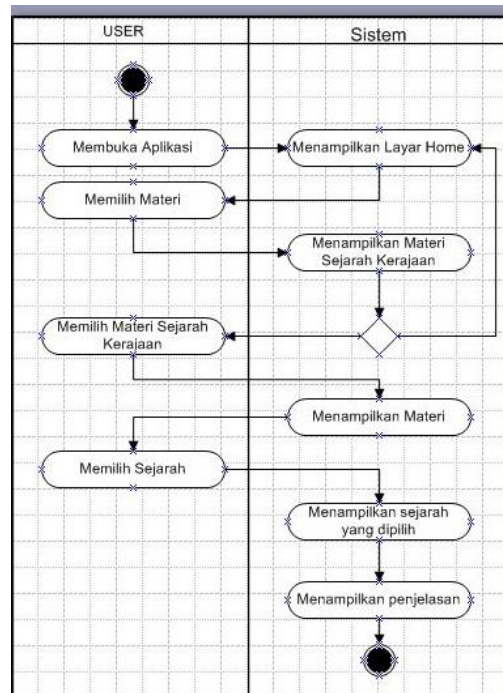 USER
Sistem
Membuka Aplikasi
Menampilkan Layar Home
Memilih Materi
Menampilkan Materi
Sejarah Kerajaan
Memilih Materi Sejarah
Kerajaan
Menampilkan Materi
Memilih Sejarah
Menampilkan sejarah
yang dipilih
Menampilkan penjelasan